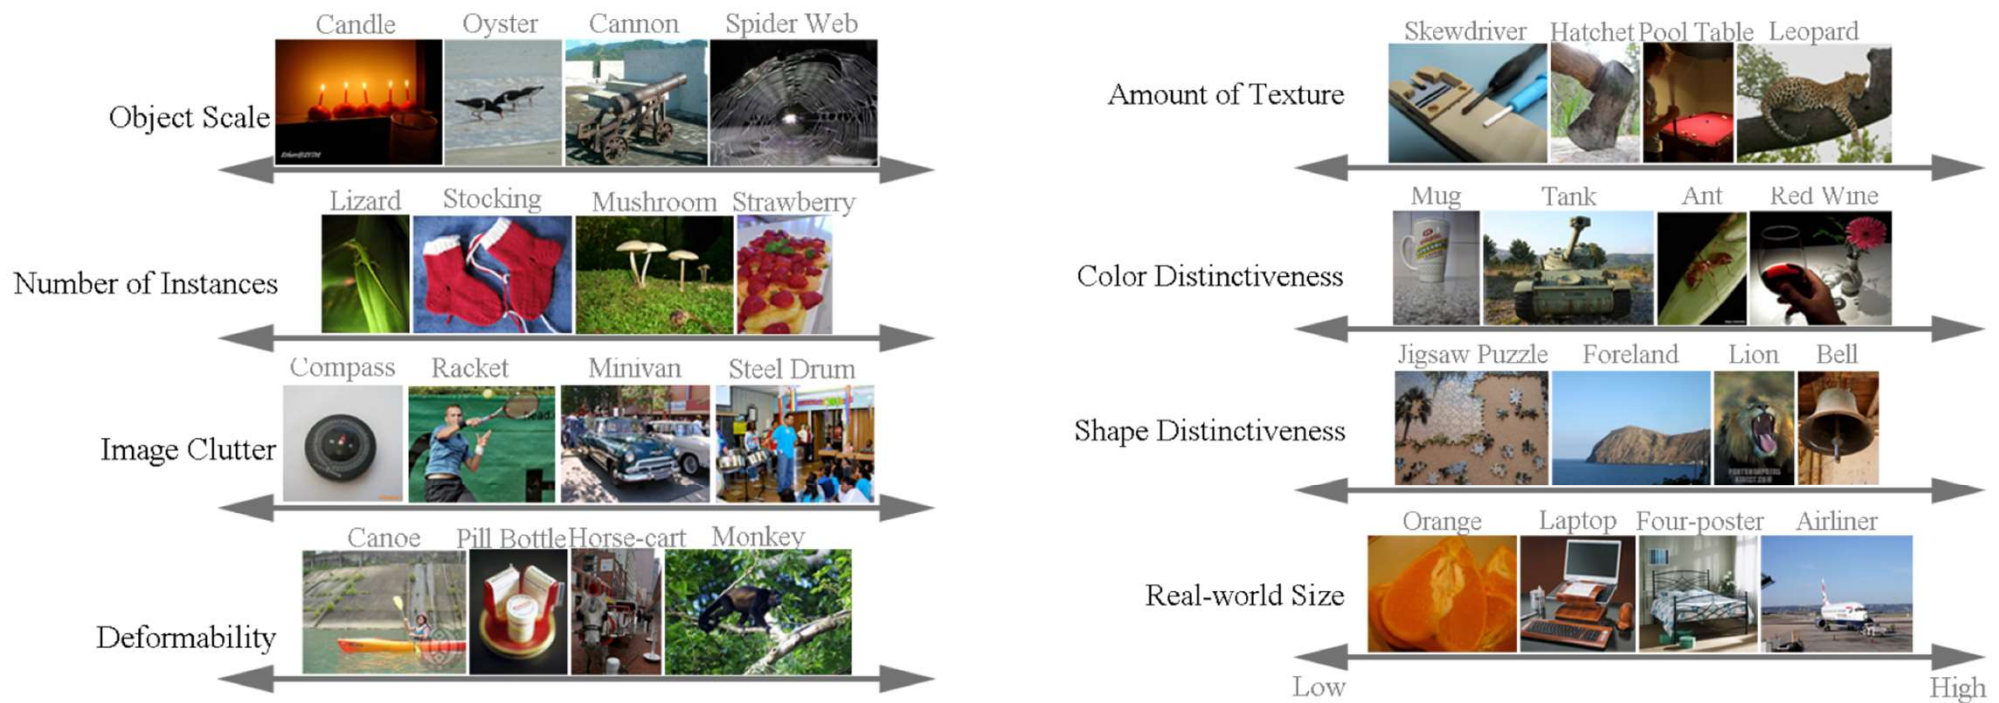 Candle Oyster Cannon Spider Web
Object Scale
Lizard Stocking Mushroom Strawberry
Number of Instances
Compass Racket Minivan Steel Drum
Image Clutter
Canoe Pill Bottle Horse-cart Monkey
Deformability
Skewdriver Hatchet Pool Table Leopard
Amount of Texture
Mug Tank Ant Red Wine
Color Distinctiveness
Jigsaw Puzzle Foreland Lion Bell
Shape Distinctiveness
Orange Laptop Four-poster Airliner
Real-world Size
Low High